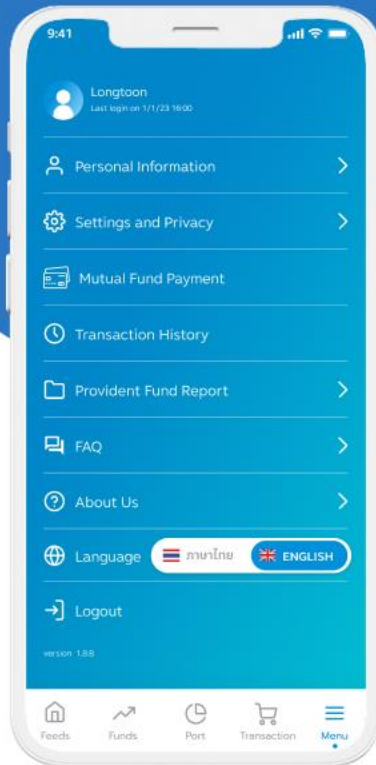 9:41
Longtoon
Last login on 1/1/23 16:00
Personal Information
Settings and Privacy
Mutual Fund Payment
Transaction History
Provident Fund Report
FAQ
About Us
Language ภาษาไทย ENGLISH
Logout
version 1.8.8
Feeds Funds Port Transaction Menu